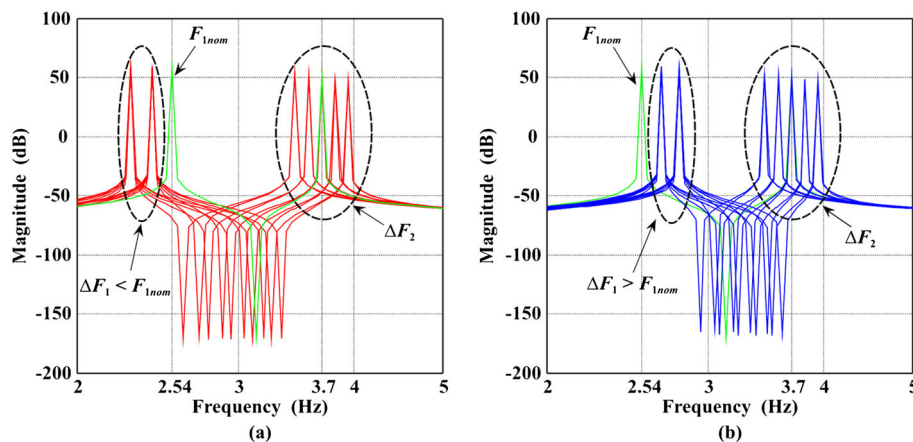 100
50
0
-50
-100
-150
-200
Magnitude (dB)
F1nom
ΔF1 < F1nom
ΔF2
2
2.54
3
3.7
4
5
Frequency (Hz)
(a)
100
50
0
-50
-100
-150
-200
Magnitude (dB)
F1nom
ΔF1 > F1nom
ΔF2
2
2.54
3
3.7
4
5
Frequency (Hz)
(b)